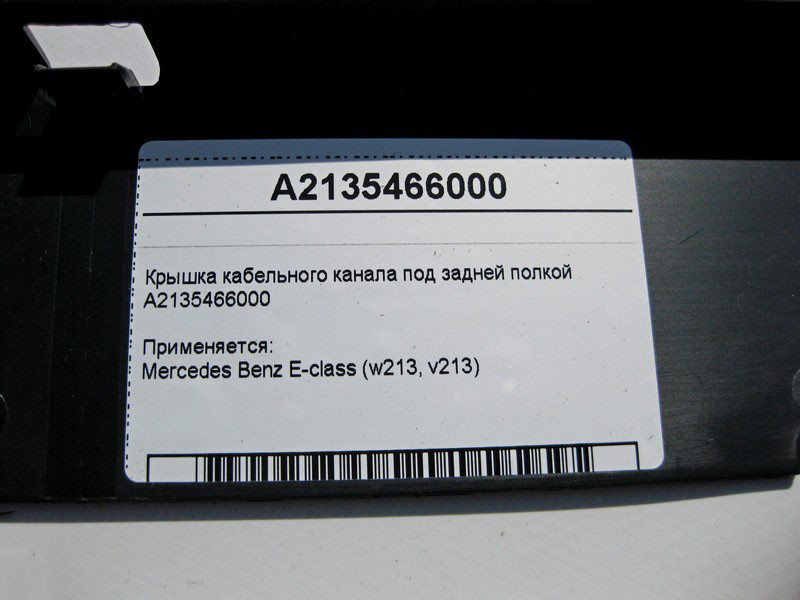 A2135466000
Крышка кабельного канала под задней полкой
A2135466000
Применяется:
Mercedes Benz E-class (w213, v213)